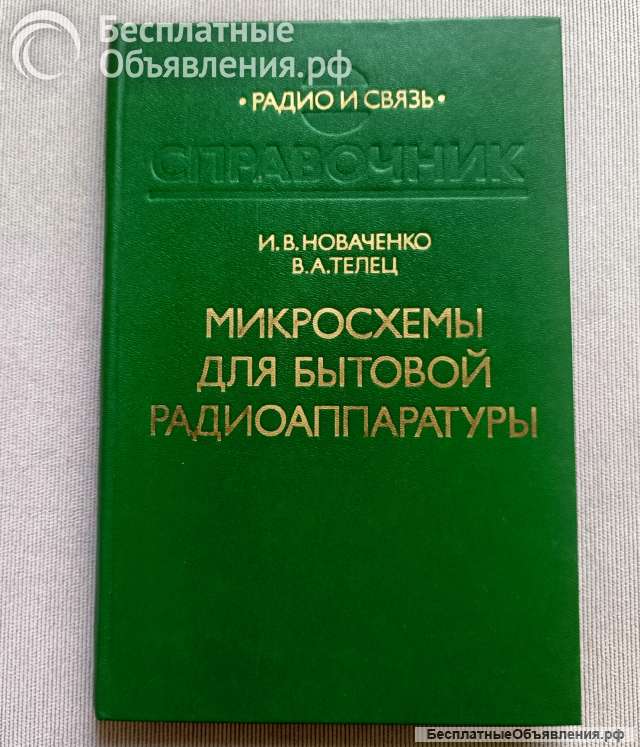 Бесплатные
Объявления.рф
• РАДИО И СВЯЗЬ •
СПРАВОЧНИК
И. В. НОВАЧЕНКО
В. А. ТЕЛЕЦ
МИКРОСХЕМЫ
ДЛЯ БЫТОВОЙ
РАДИОАППАРАТУРЫ
БесплатныеОбъявления.рф